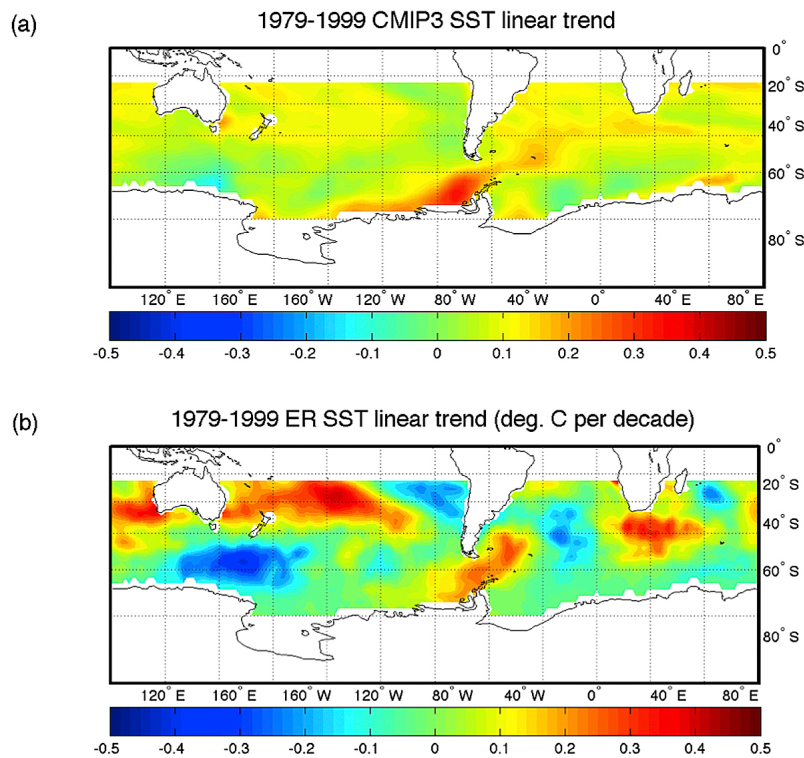 (a)
1979-1999 CMIP3 SST linear trend
0°
20° S
40° S
60° S
80° S
120° E 160° E 160° W 120° W 80° W 40° W 0° 40° E 80° E
-0.5 -0.4 -0.3 -0.2 -0.1 0 0.1 0.2 0.3 0.4 0.5
(b)
1979-1999 ER SST linear trend (deg. C per decade)
0°
20° S
40° S
60° S
80° S
120° E 160° E 160° W 120° W 80° W 40° W 0° 40° E 80° E
-0.5 -0.4 -0.3 -0.2 -0.1 0 0.1 0.2 0.3 0.4 0.5